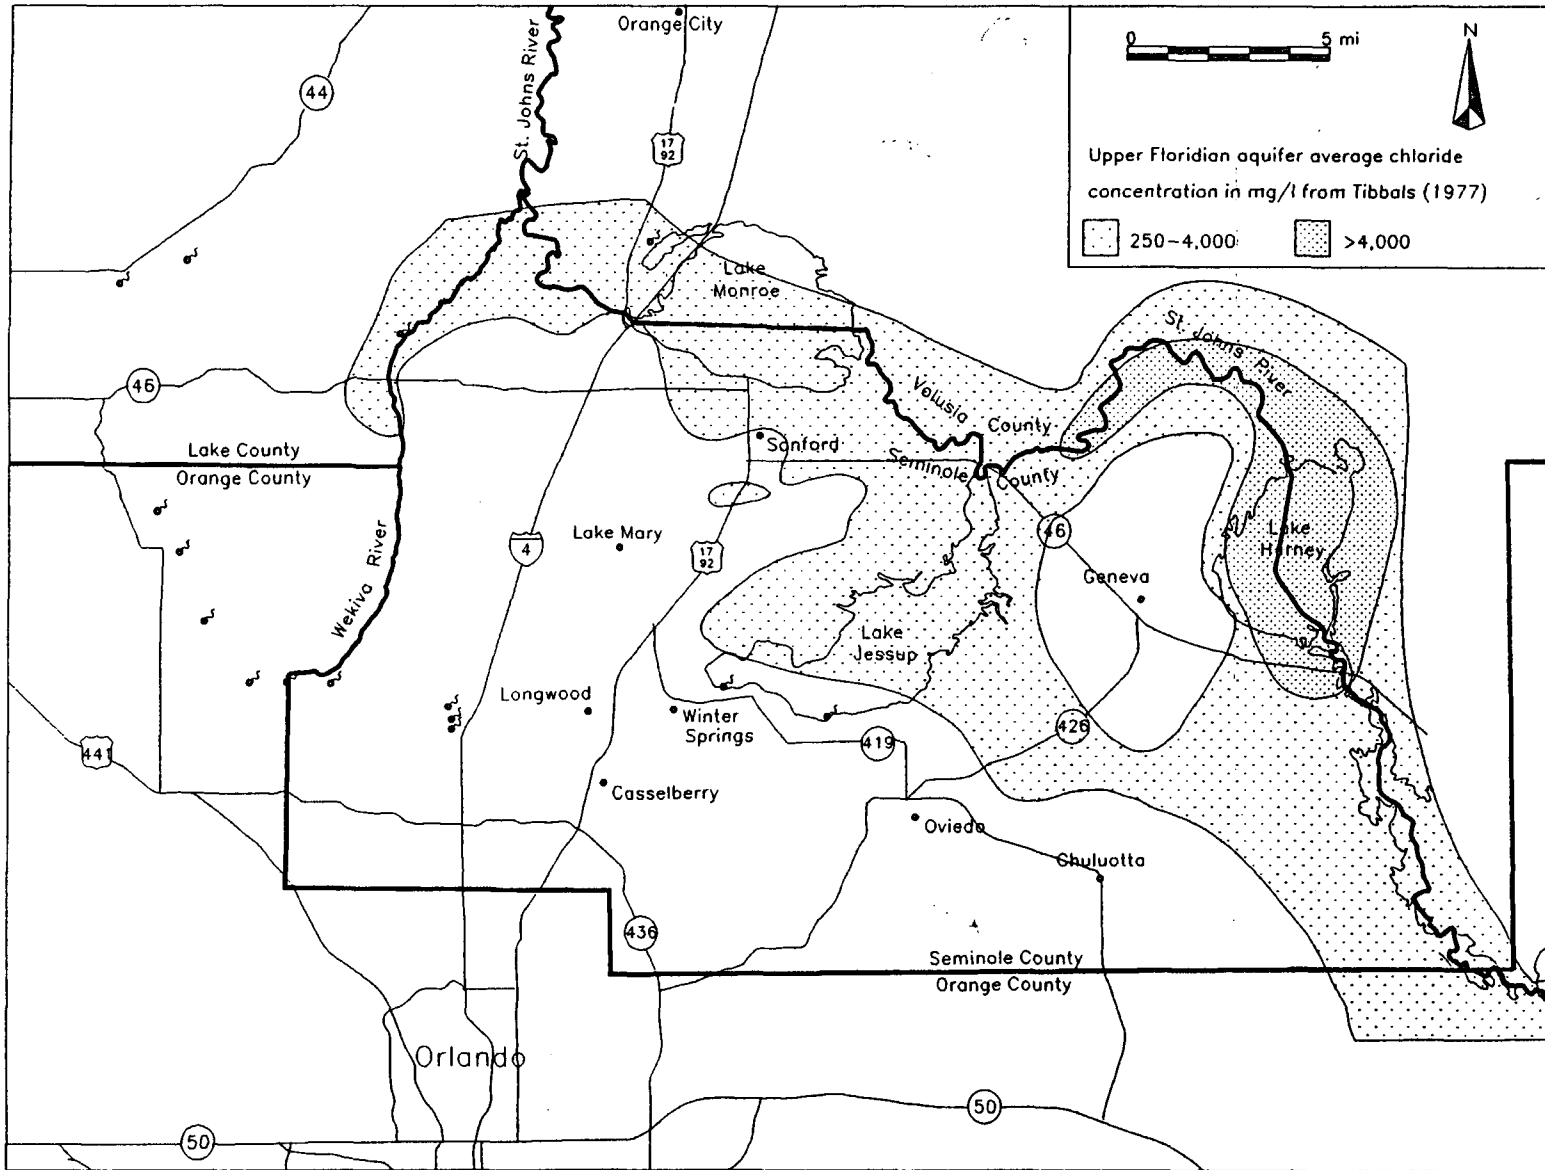 Orange City
0 5 mi
N
St. Johns River
44
17
92
Upper Floridian aquifer average chloride
concentration in mg/l from Tibbals (1977)
250-4,000
>4,000
Lake
Monroe
St. Johns River
46
Volusia County
Seminole County
Sanford
Lake County
Orange County
46
Lake Mary
4
17
92
Lake
Harney
Geneva
Wekiva River
Lake
Jessup
Longwood
Winter
Springs
426
419
441
Casselberry
Oviedo
Chuluotta
436
Seminole County
Orange County
Orlando
50
50